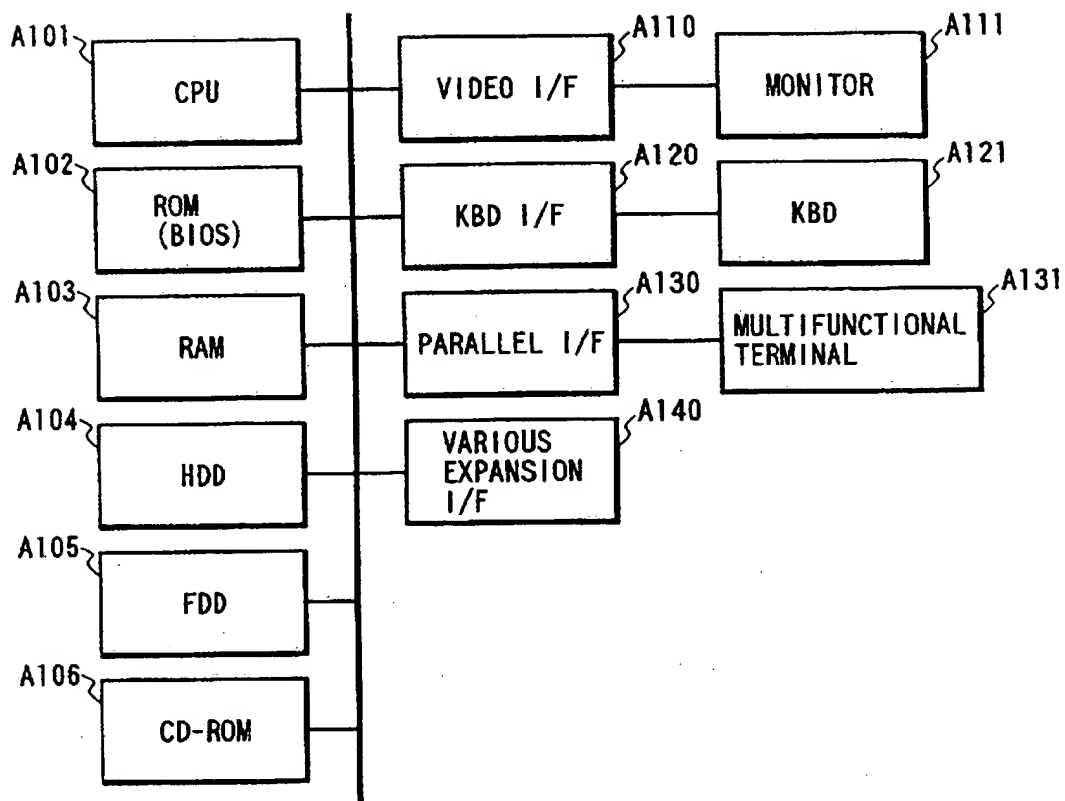 A101
CPU
A110
VIDEO I/F
A111
MONITOR
A102
ROM
(BIOS)
A120
KBD I/F
A121
KBD
A103
RAM
A130
PARALLEL I/F
A131
MULTIFUNCTIONAL
TERMINAL
A104
HDD
A140
VARIOUS
EXPANSION
I/F
A105
FDD
A106
CD-ROM